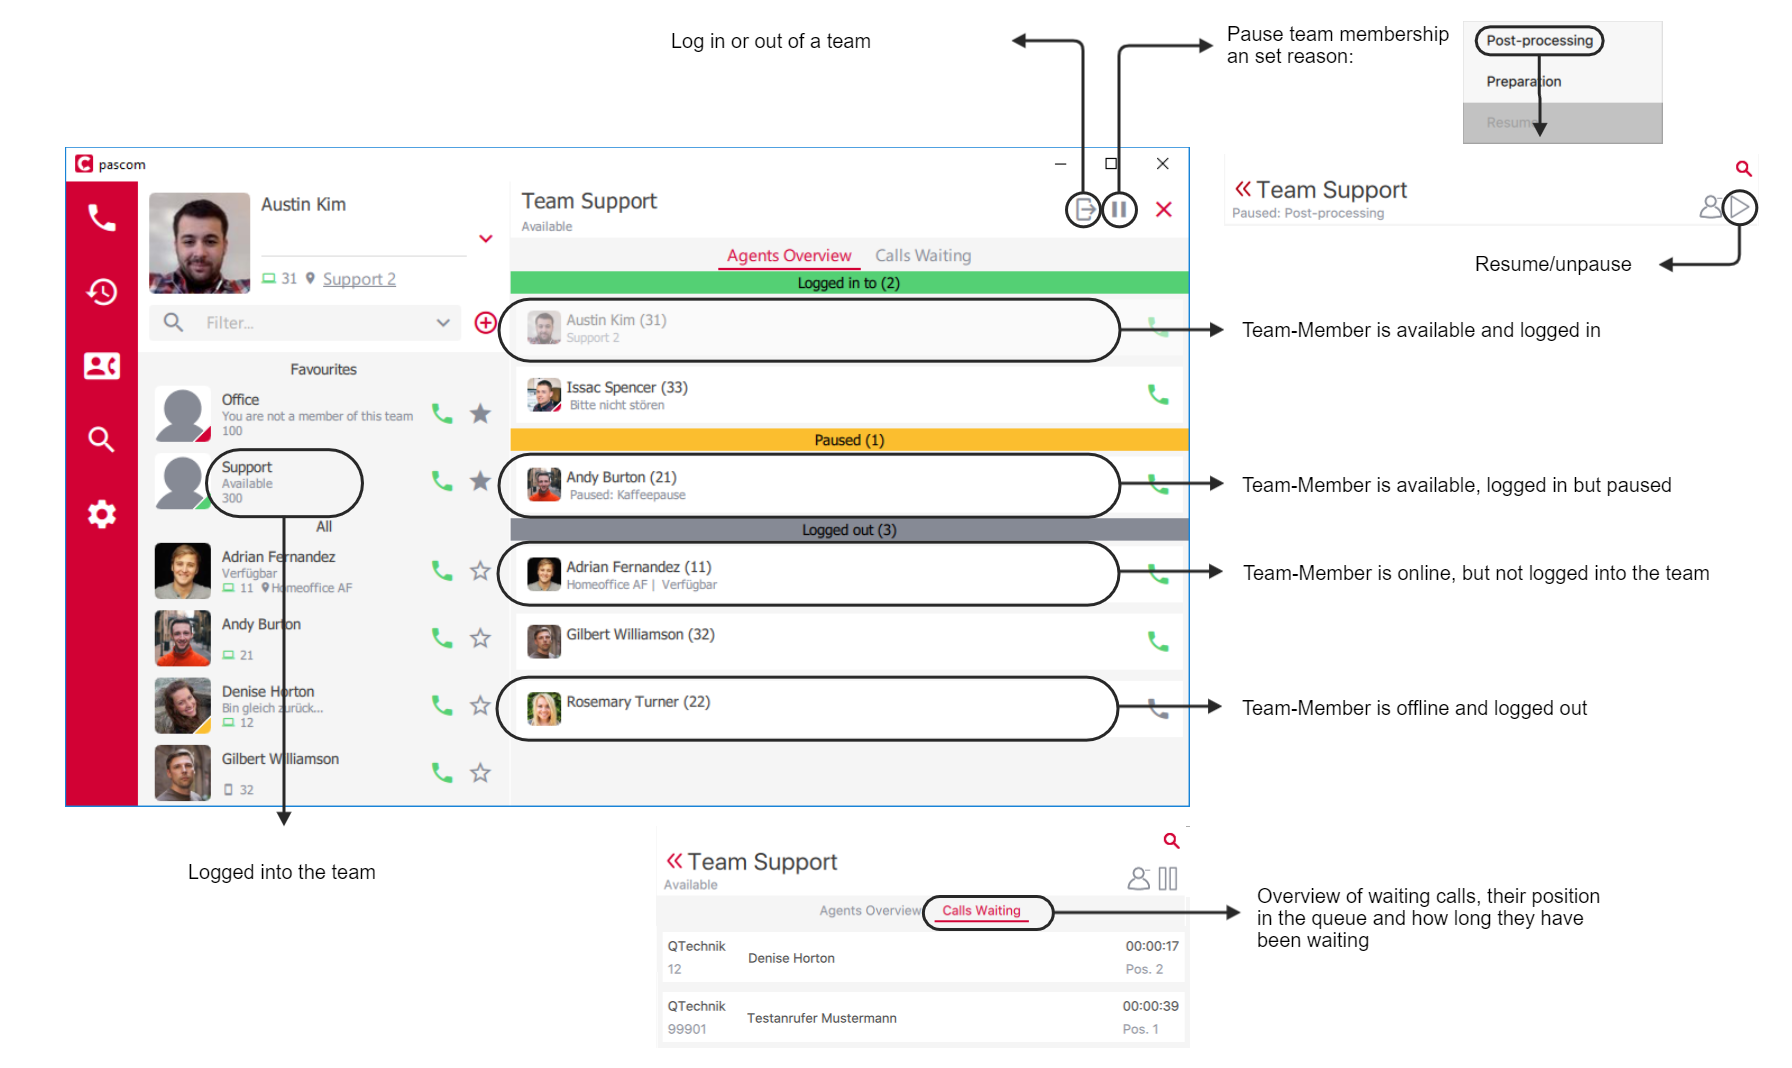 Log in or out of a team
Pause team membership
an set reason:
Post-processing
Preparation
Resume
pascom
Austin Kim
31 Support 2
Filter...
Favourites
Office
You are not a member of this team
100
Support
Available
300
All
Adrian Fernandez
Verfügbar
11 Homeoffice AF
Andy Burton
21
Denise Horton
Bin gleich zurück...
12
Gilbert Williamson
32
Team Support
Available
Agents Overview Calls Waiting
Logged in to (2)
Austin Kim (31)
Support 2
Issac Spencer (33)
Bitte nicht stören
Paused (1)
Andy Burton (21)
Paused: Kaffeepause
Logged out (3)
Adrian Fernandez (11)
Homeoffice AF | Verfügbar
Gilbert Williamson (32)
Rosemary Turner (22)
Team Support
Paused: Post-processing
Resume/unpause
Team-Member is available and logged in
Team-Member is available, logged in but paused
Team-Member is online, but not logged into the team
Team-Member is offline and logged out
Logged into the team
Team Support
Available
Agents Overview Calls Waiting
QTechnik
12
Denise Horton
00:00:17
Pos. 2
QTechnik
99901
Testanrufer Mustermann
00:00:39
Pos. 1
Overview of waiting calls, their position
in the queue and how long they have
been waiting